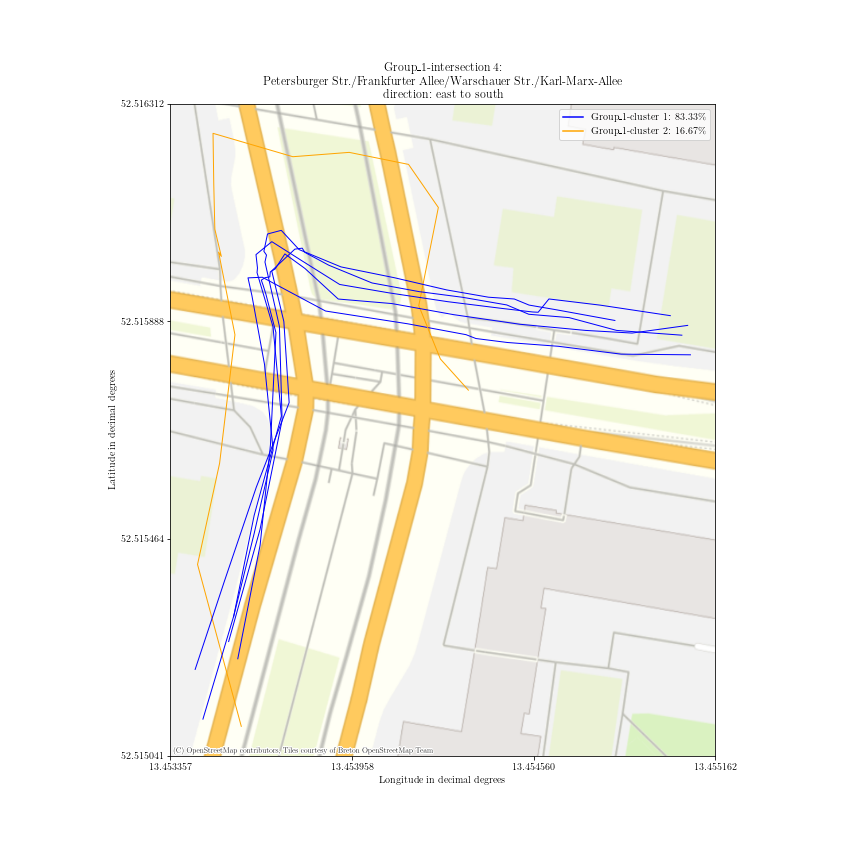 Group_1-intersection 4:
Petersburger Str./Frankfurter Allee/Warschauer Str./Karl-Marx-Allee
direction: east to south
52.516312
Group_1-cluster 1: 83.33%
Group_1-cluster 2: 16.67%
52.515888
Latitude in decimal degrees
52.515464
52.515041
(C) OpenStreetMap contributors, Tiles courtesy of Breton OpenStreetMap Team
13.453357
13.453958
13.454560
13.455162
Longitude in decimal degrees